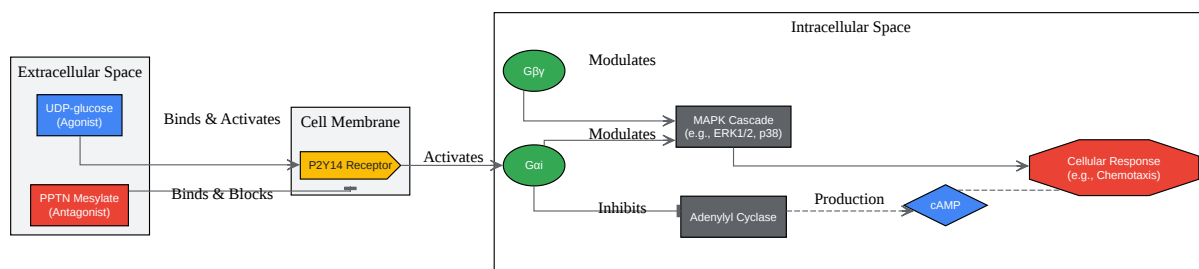 Extracellular Space
UDP-glucose
(Agonist)
PPTN Mesylate
(Antagonist)
Binds & Activates
Binds & Blocks
Cell Membrane
P2Y14 Receptor
Activates
Intracellular Space
Gβγ
Modulates
Gαi
Modulates
MAPK Cascade
(e.g., ERK1/2, p38)
Inhibits
Adenylyl Cyclase
Production
cAMP
Cellular Response
(e.g., Chemotaxis)